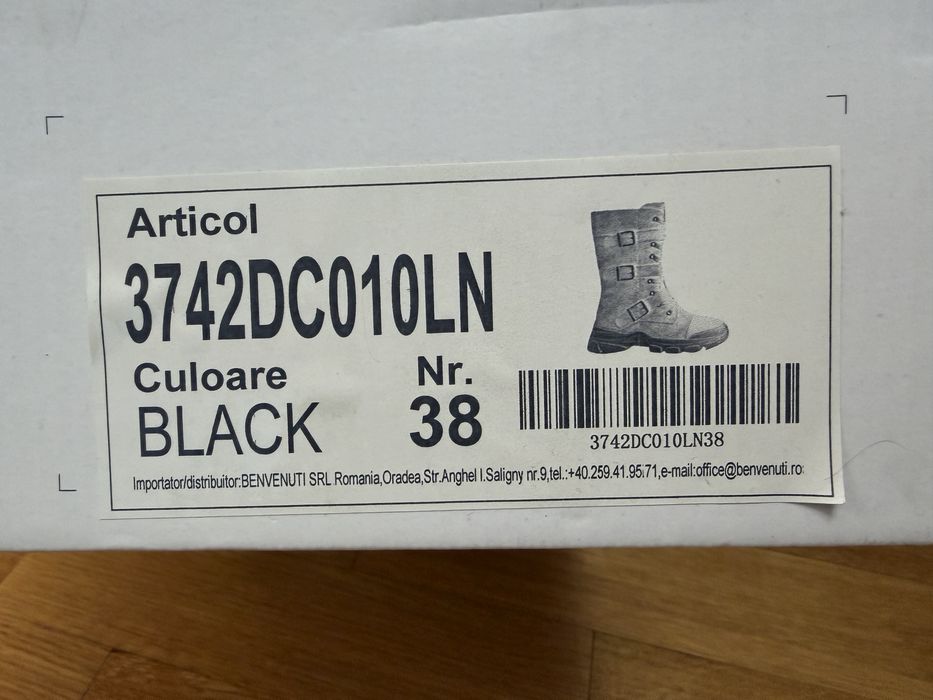 Articol
3742DC010LN
Culoare Nr.
BLACK 38
3742DC010LN38
Importator/distribuitor:BENVENUTI SRL Romania,Oradea,Str.Anghel I.Saligny nr.9,tel.:+40.259.41.95.71,e-mail:office@benvenuti.ro: